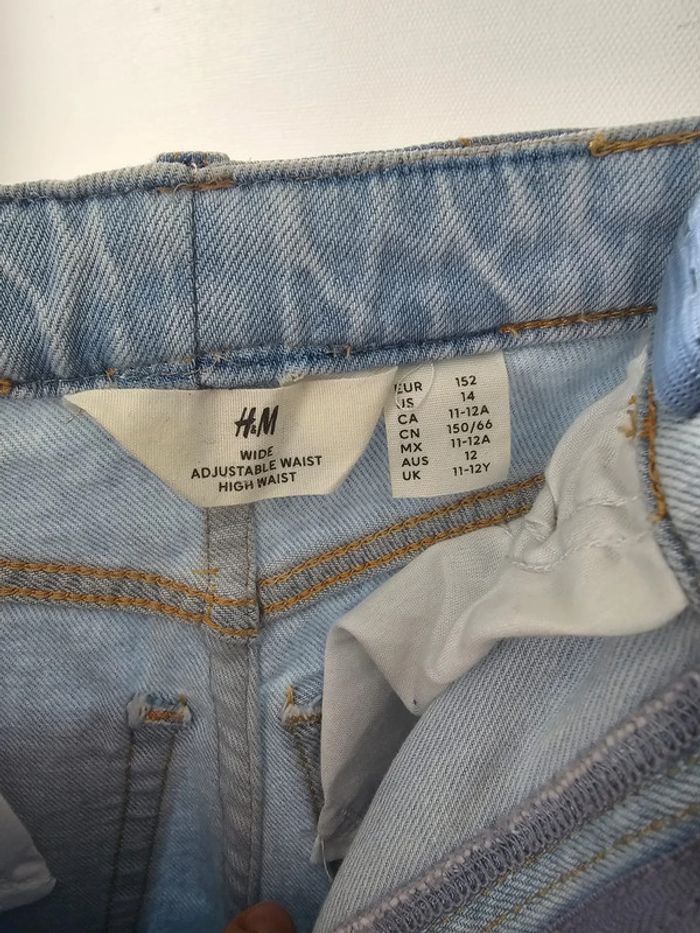 H&M
WIDE
ADJUSTABLE WAIST
HIGH WAIST
EUR 152
US 14
CA 11-12A
CN 150/66
MX 11-12A
AUS 12
UK 11-12Y